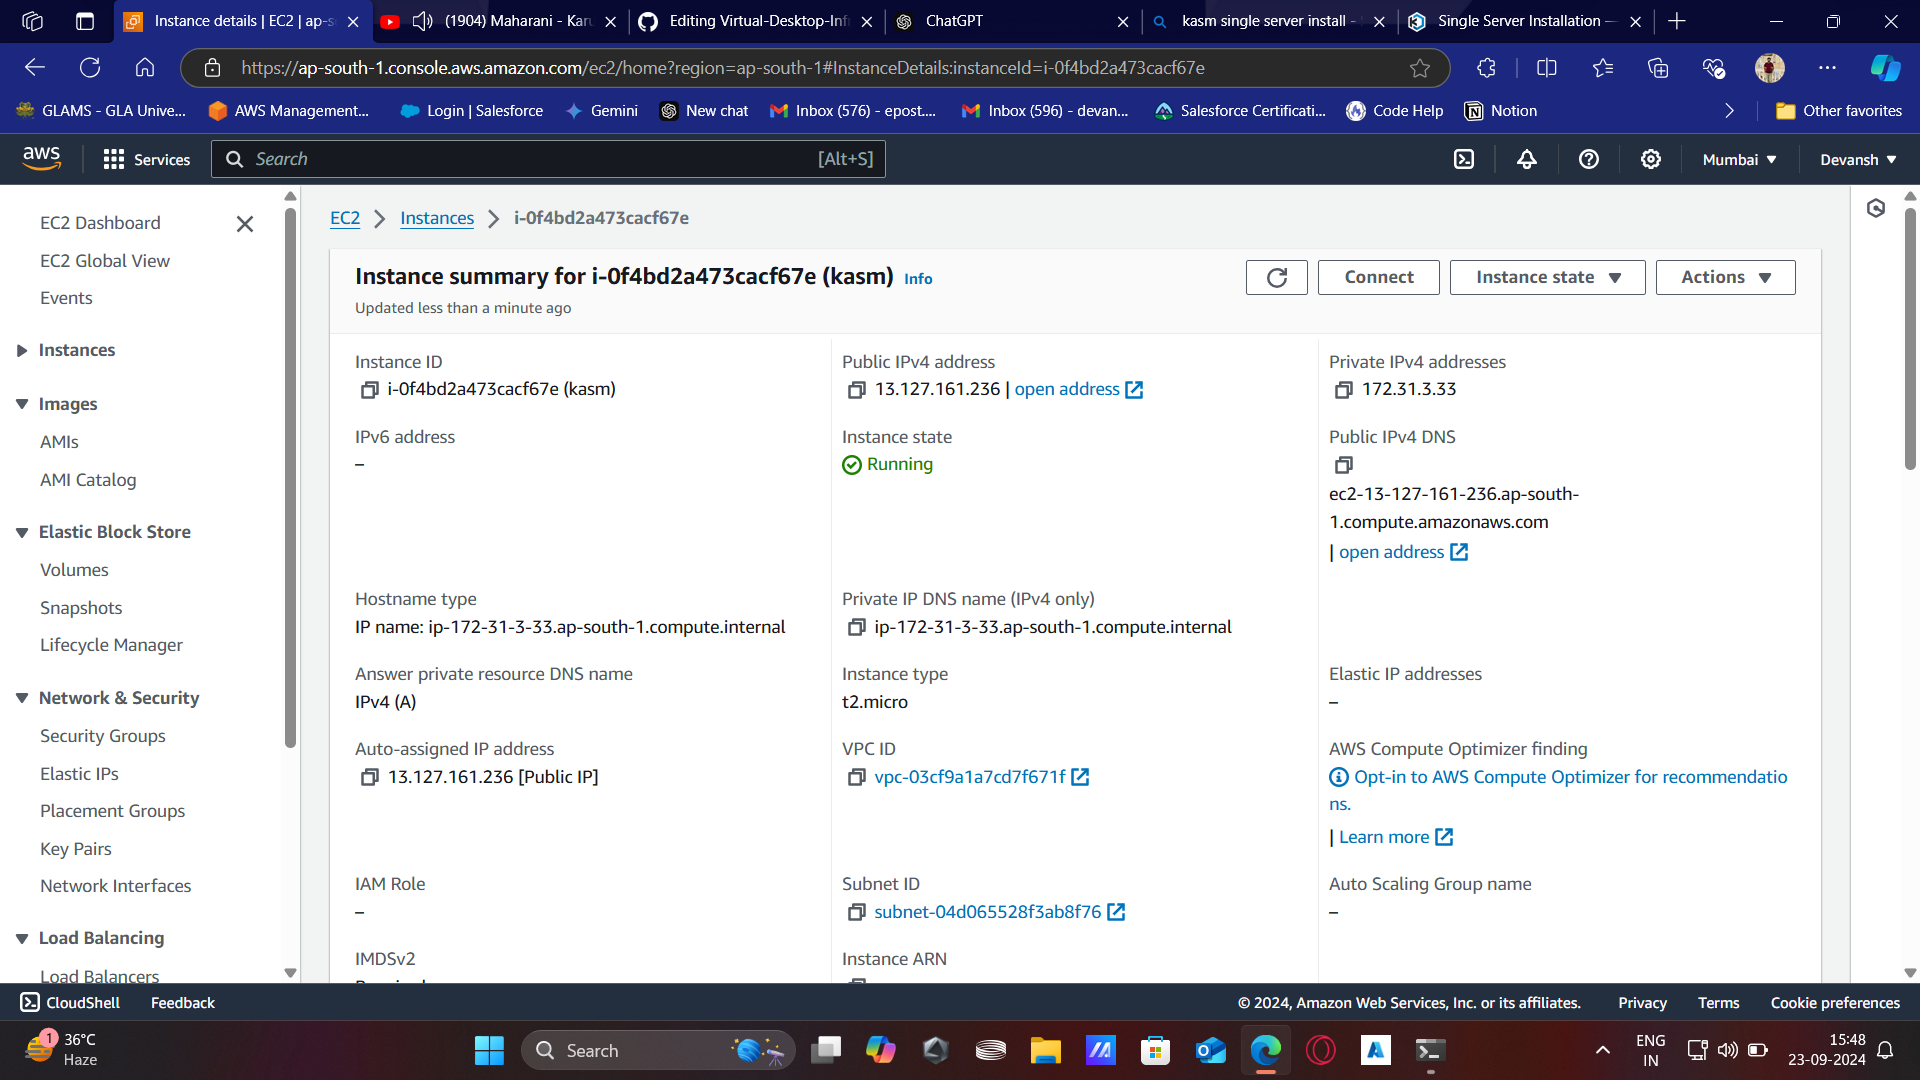 Instance details | EC2 | ap-s
(1904) Maharani - Karu
Editing Virtual-Desktop-Inf
ChatGPT
kasm single server install -
Single Server Installation —
https://ap-south-1.console.aws.amazon.com/ec2/home?region=ap-south-1#InstanceDetails:instanceId=i-0f4bd2a473cacf67e
GLAMS - GLA Unive...
AWS Management...
Login | Salesforce
Gemini
New chat
Inbox (576) - epost....
Inbox (596) - devan...
Salesforce Certificati...
Code Help
Notion
Other favorites
aws
Services
Search
[Alt+S]
Mumbai
Devansh
EC2 Dashboard
EC2 Global View
Events
Instances
Images
AMIs
AMI Catalog
Elastic Block Store
Volumes
Snapshots
Lifecycle Manager
Network & Security
Security Groups
Elastic IPs
Placement Groups
Key Pairs
Network Interfaces
Load Balancing
Load Balancers
EC2 > Instances > i-0f4bd2a473cacf67e
Instance summary for i-0f4bd2a473cacf67e (kasm) Info
Updated less than a minute ago
Connect
Instance state
Actions
Instance ID
i-0f4bd2a473cacf67e (kasm)
Public IPv4 address
13.127.161.236 | open address
Private IPv4 addresses
172.31.3.33
IPv6 address
–
Instance state
Running
Public IPv4 DNS
ec2-13-127-161-236.ap-south-
1.compute.amazonaws.com
| open address
Hostname type
IP name: ip-172-31-3-33.ap-south-1.compute.internal
Private IP DNS name (IPv4 only)
ip-172-31-3-33.ap-south-1.compute.internal
Answer private resource DNS name
IPv4 (A)
Instance type
t2.micro
Elastic IP addresses
–
Auto-assigned IP address
13.127.161.236 [Public IP]
VPC ID
vpc-03cf9a1a7cd7f671f
AWS Compute Optimizer finding
Opt-in to AWS Compute Optimizer for recommendatio
ns.
| Learn more
IAM Role
–
Subnet ID
subnet-04d065528f3ab8f76
Auto Scaling Group name
–
IMDSv2
Instance ARN
CloudShell
Feedback
© 2024, Amazon Web Services, Inc. or its affiliates.
Privacy
Terms
Cookie preferences
1
36°C
Haze
Search
ENG
IN
15:48
23-09-2024